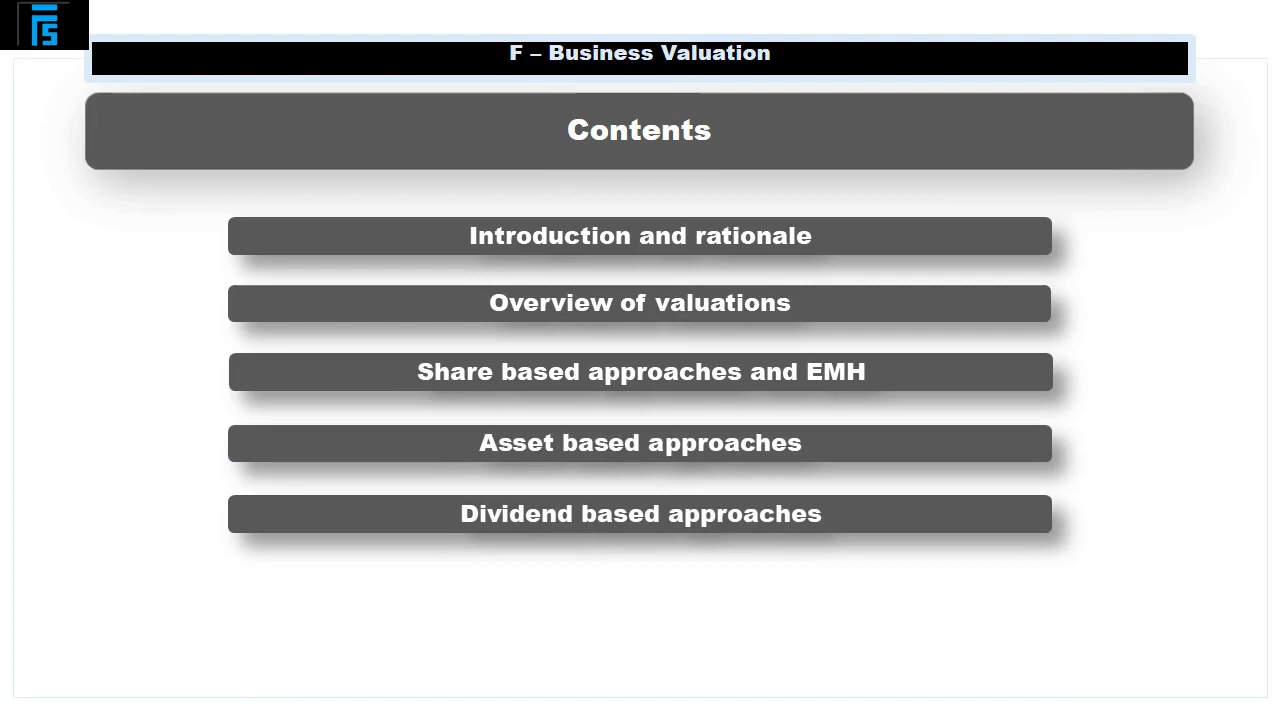 F – Business Valuation
Contents
Introduction and rationale
Overview of valuations
Share based approaches and EMH
Asset based approaches
Dividend based approaches